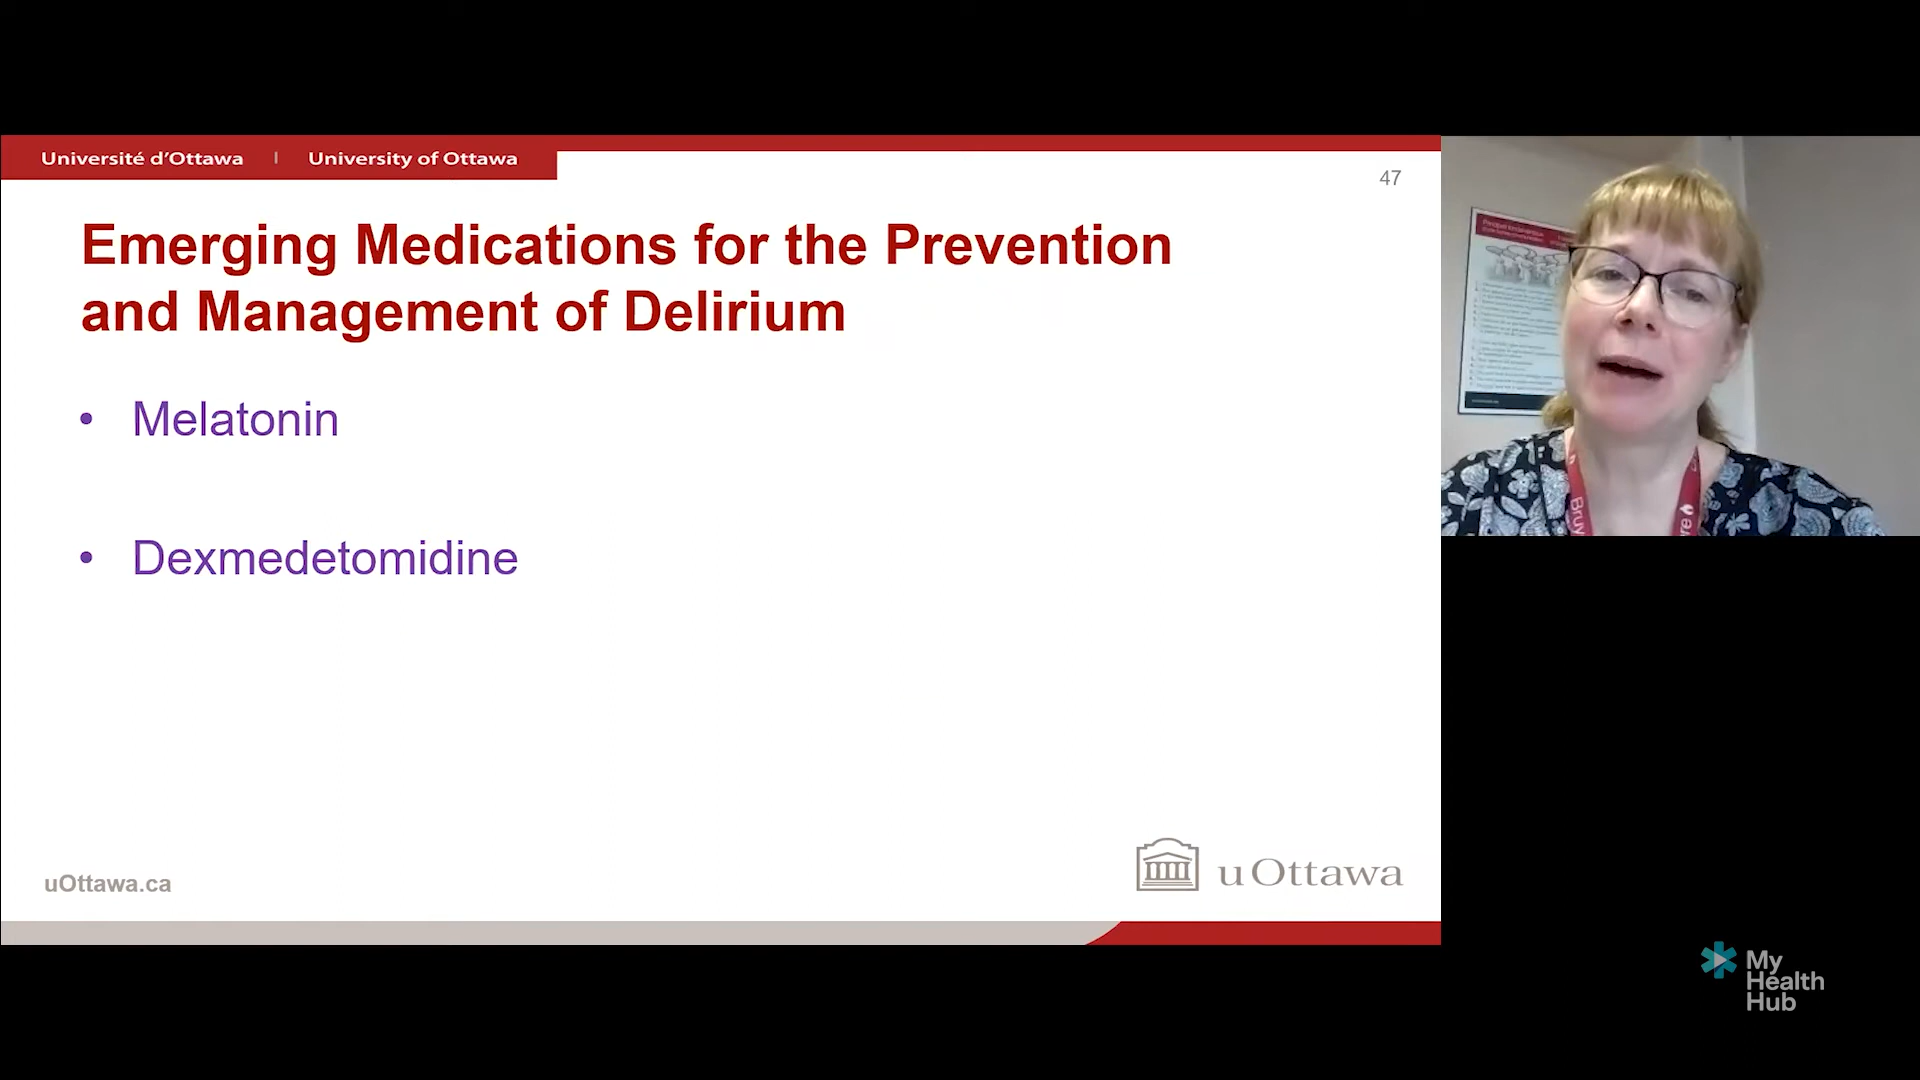 Université d'Ottawa | University of Ottawa
47
Emerging Medications for the Prevention
and Management of Delirium
• Melatonin
• Dexmedetomidine
uOttawa.ca
uOttawa
My
Health
Hub